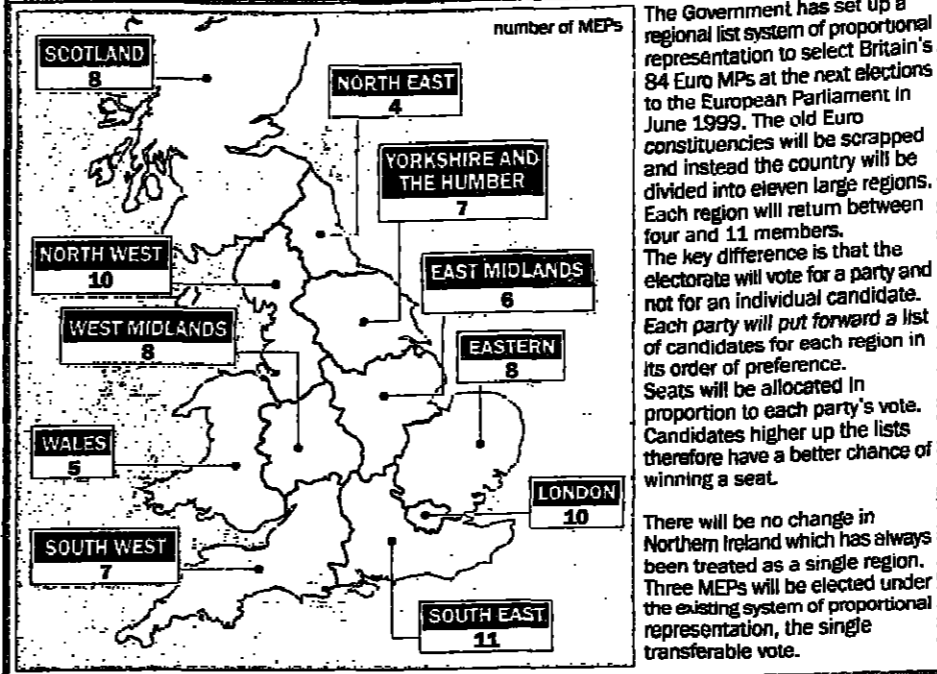 number of MEPs
SCOTLAND
8
NORTH EAST
4
YORKSHIRE AND
THE HUMBER
7
NORTH WEST
10
EAST MIDLANDS
6
WEST MIDLANDS
8
EASTERN
8
WALES
5
LONDON
10
SOUTH WEST
7
SOUTH EAST
11
The Government has set up a
regional list system of proportional
representation to select Britain's
84 Euro MPs at the next elections
to the European Parliament in
June 1999. The old Euro
constituencies will be scrapped
and instead the country will be
divided into eleven large regions.
Each region will return between
four and 11 members.
The key difference is that the
electorate will vote for a party and
not for an individual candidate.
Each party will put forward a list
of candidates for each region in
its order of preference.
Seats will be allocated in
proportion to each party's vote.
Candidates higher up the lists
therefore have a better chance of
winning a seat.
There will be no change in
Northern Ireland which has always
been treated as a single region.
Three MEPs will be elected under
the existing system of proportional
representation, the single
transferable vote.